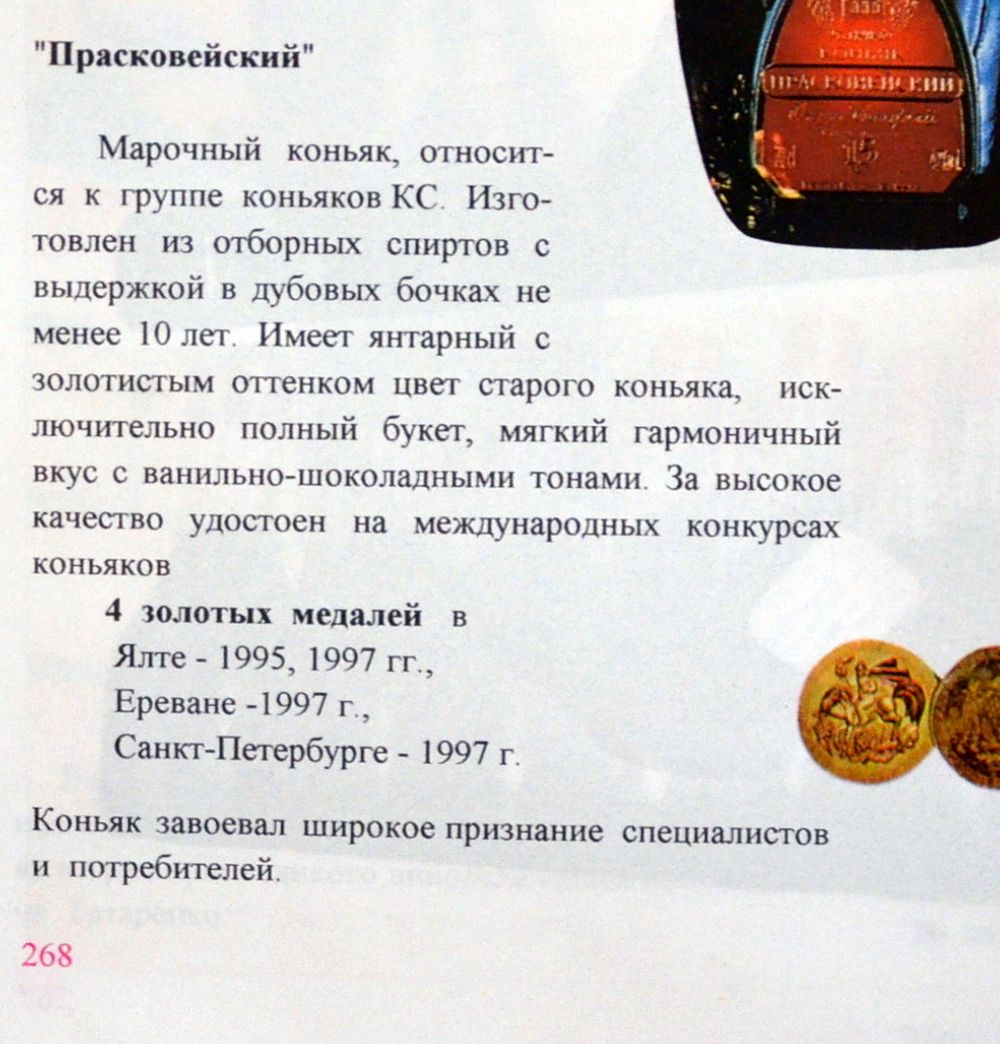 "Прасковейский"
КОНЬЯК
ПРАСКОВЕЙСКИЙ
15
Марочный коньяк, относит-
ся к группе коньяков КС. Изго-
товлен из отборных спиртов с
выдержкой в дубовых бочках не
менее 10 лет. Имеет янтарный с
золотистым оттенком цвет старого коньяка, иск-
лючительно полный букет, мягкий гармоничный
вкус с ванильно-шоколадными тонами. За высокое
качество удостоен на международных конкурсах
коньяков
4 золотых медалей в
Ялте - 1995, 1997 гг.,
Ереване -1997 г.,
Санкт-Петербурге - 1997 г.
Коньяк завоевал широкое признание специалистов
и потребителей.
268